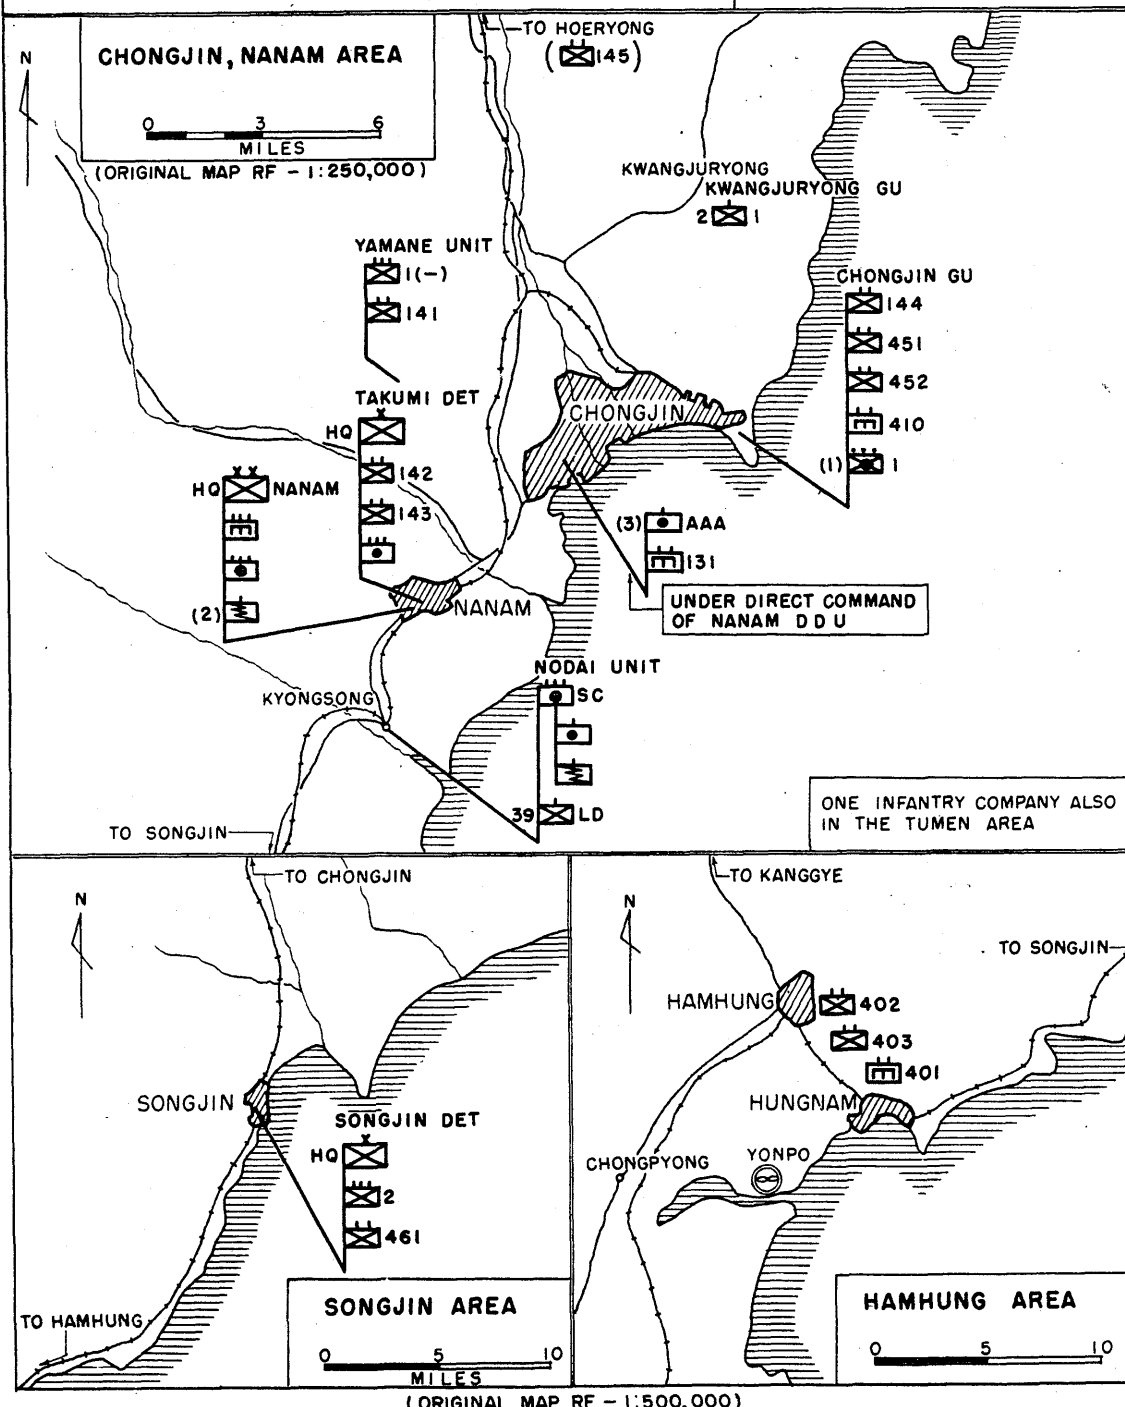 TO HOERYONG
(145)
N
CHONGJIN, NANAM AREA
0 3 6
MILES
(ORIGINAL MAP RF – 1:250,000)
KWANGJURYONG
KWANGJURYONG GU
2 1
YAMANE UNIT
1(–)
141
CHONGJIN GU
144
451
452
410
(1) 1
TAKUMI DET
HQ
142
143
CHONGJIN
HQ NANAM
(2)
(3) AAA
131
UNDER DIRECT COMMAND
OF NANAM D D U
NANAM
NODAI UNIT
SC
39 LD
KYONGSONG
TO SONGJIN
ONE INFANTRY COMPANY ALSO
IN THE TUMEN AREA
TO CHONGJIN
N
SONGJIN
SONGJIN DET
HQ
2
461
TO HAMHUNG
SONGJIN AREA
0 5 10
MILES
TO KANGGYE
N
TO SONGJIN
HAMHUNG
402
403
401
HUNGNAM
CHONGPYONG
YONPO
HAMHUNG AREA
0 5 10
(ORIGINAL MAP RF – 1:500,000)